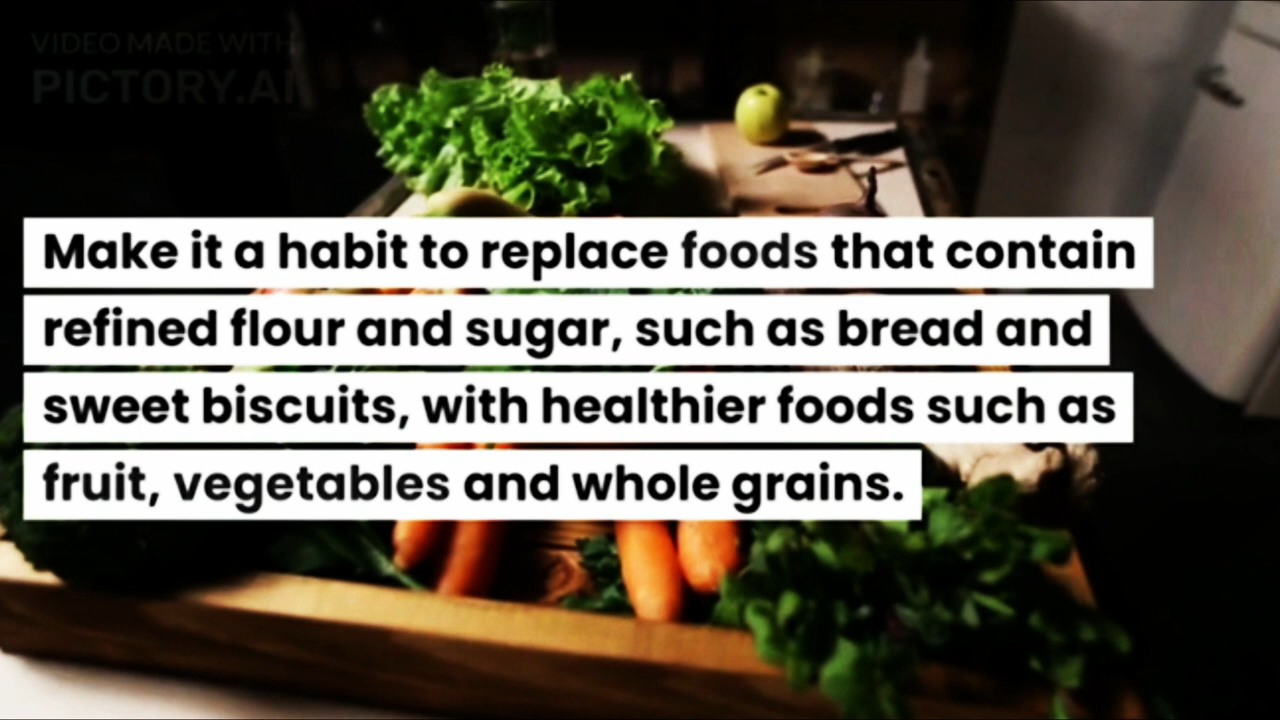 VIDEO MADE WITH
PICTORY.AI
Make it a habit to replace foods that contain
refined flour and sugar, such as bread and
sweet biscuits, with healthier foods such as
fruit, vegetables and whole grains.